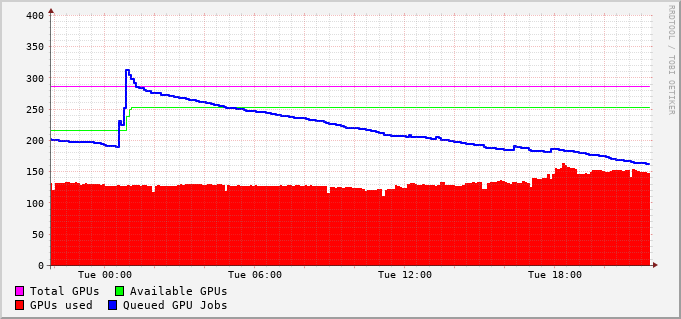 400
350
300
250
200
150
100
50
0
Tue 00:00 Tue 06:00 Tue 12:00 Tue 18:00
Total GPUs Available GPUs
GPUs used Queued GPU Jobs
RRDTOOL / TOBI OETIKER